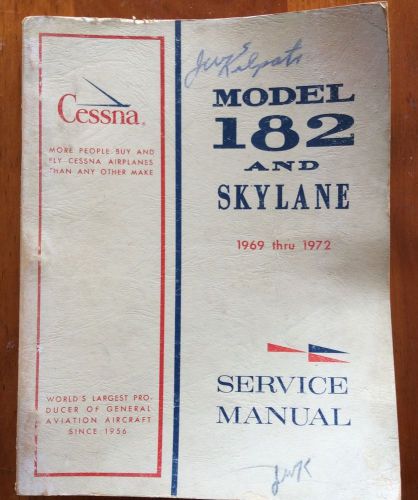 Cessna®
MORE PEOPLE BUY AND
FLY CESSNA AIRPLANES
THAN ANY OTHER MAKE
WORLD'S LARGEST PRO-
DUCER OF GENERAL
AVIATION AIRCRAFT
SINCE 1956
MODEL
182
AND
SKYLANE
1969 thru 1972
SERVICE
MANUAL
JWK